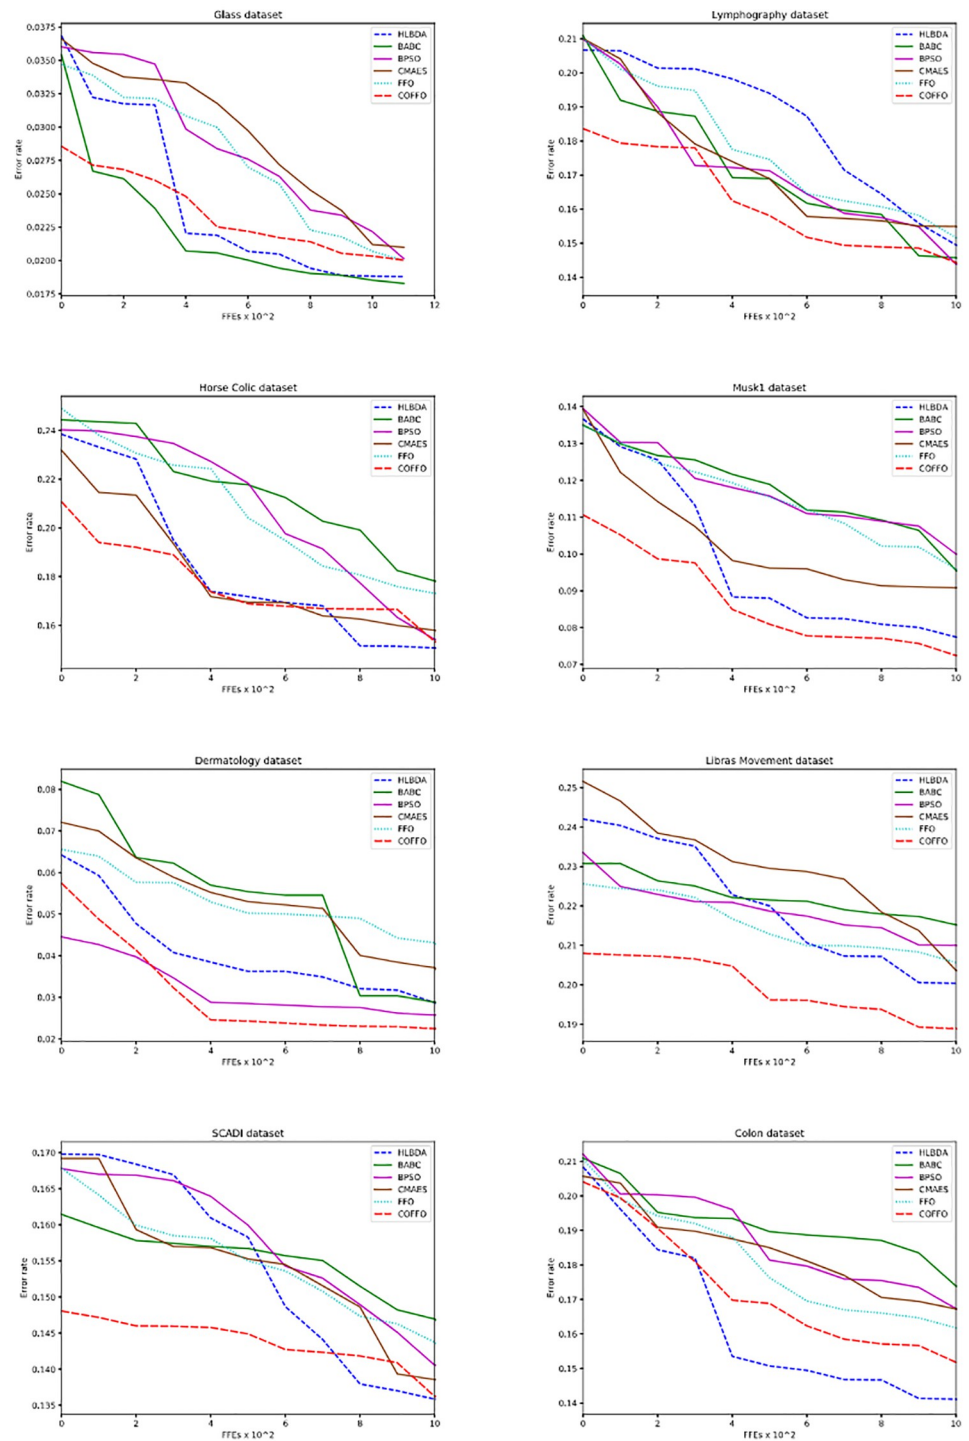 Glass dataset
Error rate
0.0375
0.0350
0.0325
0.0300
0.0275
0.0250
0.0225
0.0200
0.0175
HLBDA
BABC
BPSO
CMAES
FFO
COFFO
0 2 4 6 8 10 12
FFEs x 10^2
Lymphography dataset
Error rate
0.21
0.20
0.19
0.18
0.17
0.16
0.15
0.14
HLBDA
BABC
BPSO
CMAES
FFO
COFFO
0 2 4 6 8 10
FFEs x 10^2
Horse Colic dataset
Error rate
0.24
0.22
0.20
0.18
0.16
HLBDA
BABC
BPSO
CMAES
FFO
COFFO
0 2 4 6 8 10
FFEs x 10^2
Musk1 dataset
Error rate
0.14
0.13
0.12
0.11
0.10
0.09
0.08
0.07
HLBDA
BABC
BPSO
CMAES
FFO
COFFO
0 2 4 6 8 10
FFEs x 10^2
Dermatology dataset
Error rate
0.08
0.07
0.06
0.05
0.04
0.03
0.02
HLBDA
BABC
BPSO
CMAES
FFO
COFFO
0 2 4 6 8 10
FFEs x 10^2
Libras Movement dataset
Error rate
0.25
0.24
0.23
0.22
0.21
0.20
0.19
HLBDA
BABC
BPSO
CMAES
FFO
COFFO
0 2 4 6 8 10
FFEs x 10^2
SCADI dataset
Error rate
0.170
0.165
0.160
0.155
0.150
0.145
0.140
0.135
HLBDA
BABC
BPSO
CMAES
FFO
COFFO
0 2 4 6 8 10
FFEs x 10^2
Colon dataset
Error rate
0.21
0.20
0.19
0.18
0.17
0.16
0.15
0.14
HLBDA
BABC
BPSO
CMAES
FFO
COFFO
0 2 4 6 8 10
FFEs x 10^2